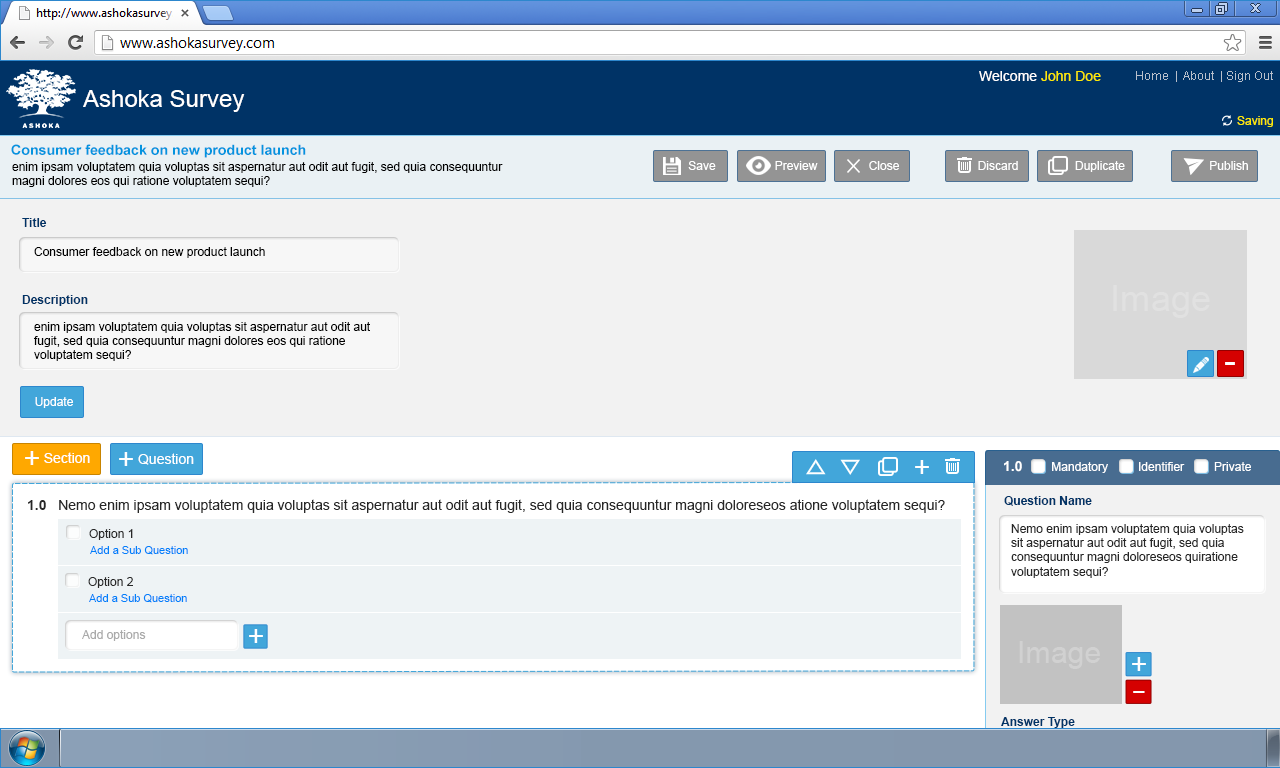 http://www.ashokasurvey
www.ashokasurvey.com
ASHOKA
Ashoka Survey
Welcome John Doe
Home | About | Sign Out
Saving
Consumer feedback on new product launch
enim ipsam voluptatem quia voluptas sit aspernatur aut odit aut fugit, sed quia consequuntur
magni dolores eos qui ratione voluptatem sequi?
Save
Preview
Close
Discard
Duplicate
Publish
Title
Consumer feedback on new product launch
Description
enim ipsam voluptatem quia voluptas sit aspernatur aut odit aut
fugit, sed quia consequuntur magni dolores eos qui ratione
voluptatem sequi?
Update
Image
Section
Question
1.0 Nemo enim ipsam voluptatem quia voluptas sit aspernatur aut odit aut fugit, sed quia consequuntur magni doloreseos atione voluptatem sequi?
Option 1
Add a Sub Question
Option 2
Add a Sub Question
Add options
1.0 Mandatory Identifier Private
Question Name
Nemo enim ipsam voluptatem quia voluptas
sit aspernatur aut odit aut fugit, sed quia
consequuntur magni doloreseos quiratione
voluptatem sequi?
Image
Answer Type